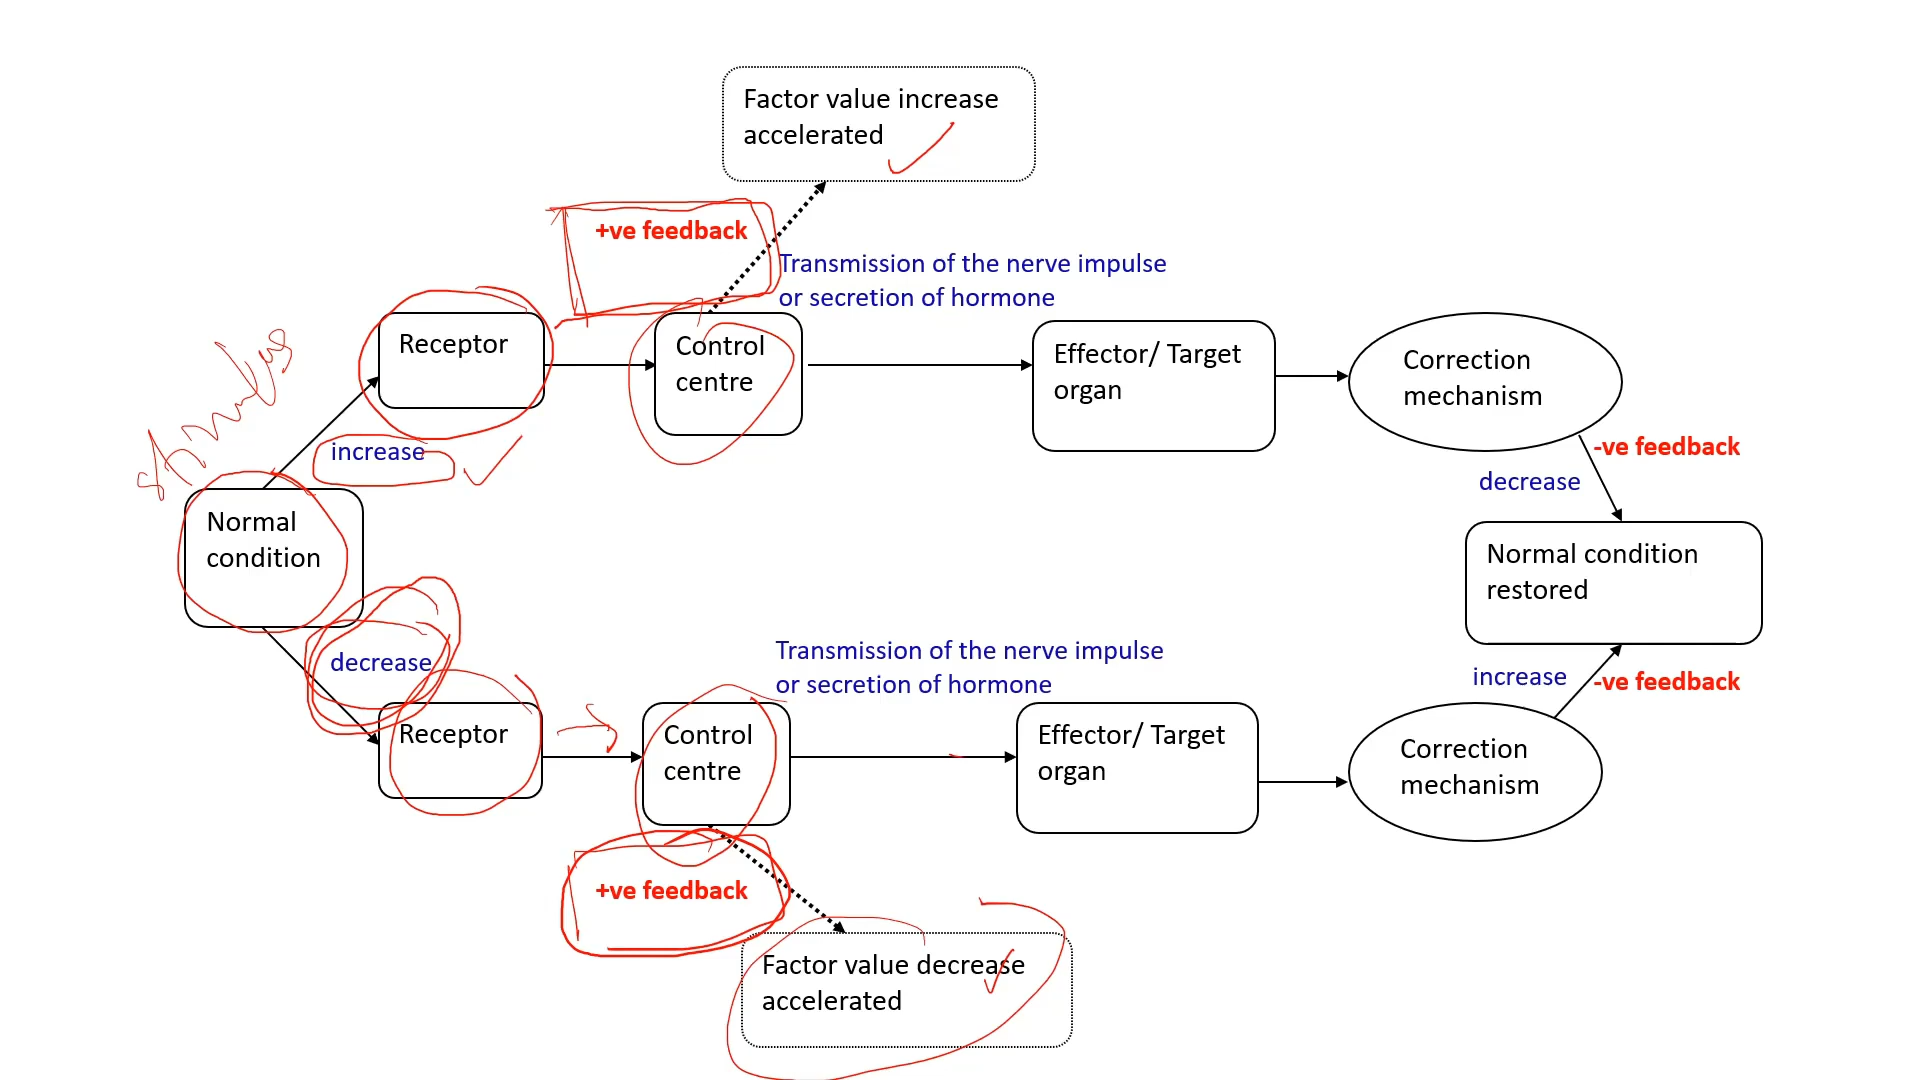 Factor value increase
accelerated
+ve feedback
Transmission of the nerve impulse
or secretion of hormone
Receptor
Control
centre
Effector/ Target
organ
Correction
mechanism
stimulus
increase
-ve feedback
decrease
Normal
condition
Normal condition
restored
decrease
Transmission of the nerve impulse
or secretion of hormone
increase
-ve feedback
Receptor
Control
centre
Effector/ Target
organ
Correction
mechanism
+ve feedback
Factor value decrease
accelerated